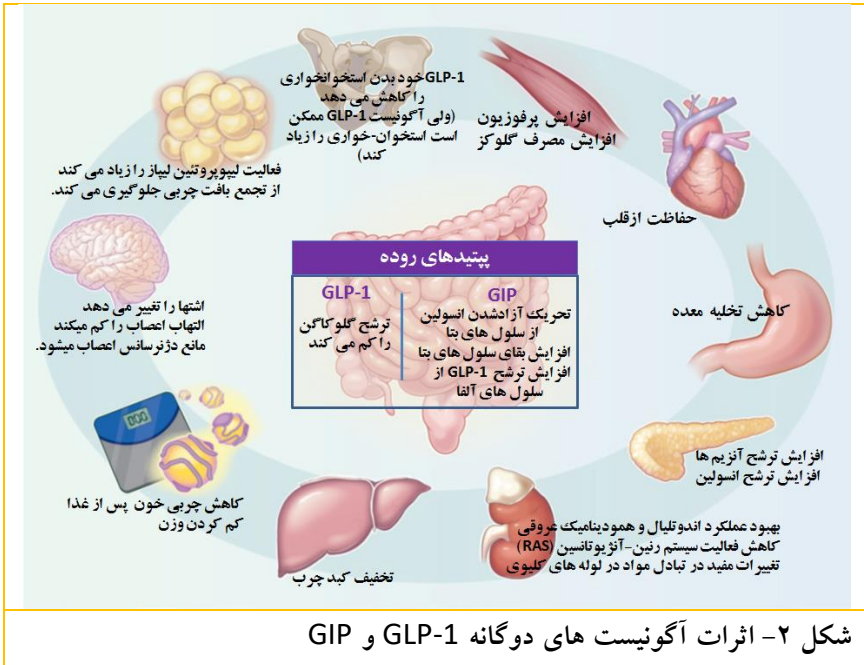 GLP-1خود بدن استخوانخواری
را کاهش می دهد
(ولی آگونیست GLP-1 ممکن
است استخوان-خواری را زیاد
کند)
افزایش پرفوزیون
افزایش مصرف گلوکز
حفاظت ازقلب
کاهش تخلیه معده
افزایش ترشح آنزیم ها
افزایش ترشح انسولین
بهبود عملکرد اندوتلیال و همودینامیک عروقی
کاهش فعالیت سیستم رنین-آنژیوتانسین (RAS)
تغییرات مفید در تبادل مواد در لوله های کلیوی
تخفیف کبد چرب
کاهش چربی خون پس از غذا
کم کردن وزن
000
اشتها را تغییر می دهد
التهاب اعصاب را کم میکند
مانع دژنرسانس اعصاب میشود.
فعالیت لیپوپروتئین لیپاز را زیاد می کند
از تجمع بافت چربی جلوگیری می کند.
پپتیدهای روده
GIP
تحریک آزادشدن انسولین
از سلول های بتا
افزایش بقای سلول های بتا
افزایش ترشح GLP-1 از
سلول های آلفا
GLP-1
ترشح گلوکاگن
را کم می کند
شکل ۲- اثرات آگونیست های دوگانه GLP-1 و GIP